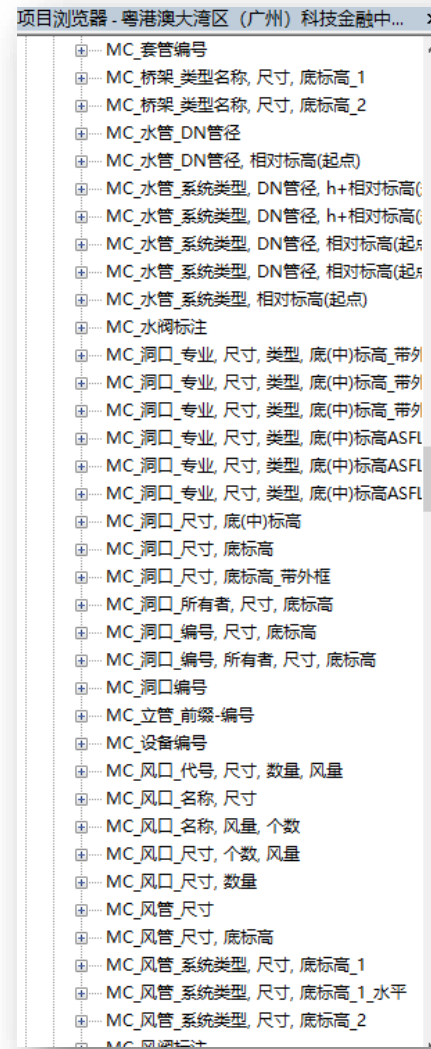 项目浏览器 - 粤港澳大湾区（广州）科技金融中...
MC_套管编号
MC_桥架_类型名称, 尺寸, 底标高_1
MC_桥架_类型名称, 尺寸, 底标高_2
MC_水管_DN管径
MC_水管_DN管径, 相对标高(起点)
MC_水管_系统类型, DN管径, h+相对标高(
MC_水管_系统类型, DN管径, h+相对标高(
MC_水管_系统类型, DN管径, 相对标高(起
MC_水管_系统类型, DN管径, 相对标高(起
MC_水管_系统类型, 相对标高(起点)
MC_水阀标注
MC_洞口_专业, 尺寸, 类型, 底(中)标高_带外
MC_洞口_专业, 尺寸, 类型, 底(中)标高_带外
MC_洞口_专业, 尺寸, 类型, 底(中)标高_带外
MC_洞口_专业, 尺寸, 类型, 底(中)标高ASFL
MC_洞口_专业, 尺寸, 类型, 底(中)标高ASFL
MC_洞口_专业, 尺寸, 类型, 底(中)标高ASFL
MC_洞口_尺寸, 底(中)标高
MC_洞口_尺寸, 底标高
MC_洞口_尺寸, 底标高_带外框
MC_洞口_所有者, 尺寸, 底标高
MC_洞口_编号, 尺寸, 底标高
MC_洞口_编号, 所有者, 尺寸, 底标高
MC_洞口编号
MC_立管_前缀-编号
MC_设备编号
MC_风口_代号, 尺寸, 数量, 风量
MC_风口_名称, 尺寸
MC_风口_名称, 风量, 个数
MC_风口_尺寸, 个数, 风量
MC_风口_尺寸, 数量
MC_风管_尺寸
MC_风管_尺寸, 底标高
MC_风管_系统类型, 尺寸, 底标高_1
MC_风管_系统类型, 尺寸, 底标高_1_水平
MC_风管_系统类型, 尺寸, 底标高_2
MC_风阀标注